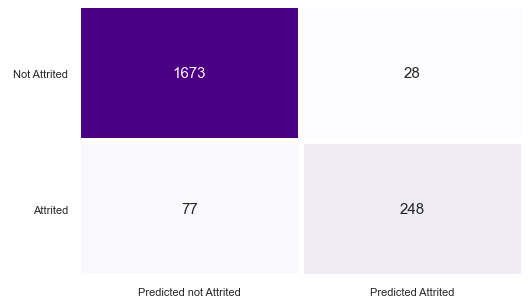 Not Attrited
1673
28
Attrited
77
248
Predicted not Attrited
Predicted Attrited